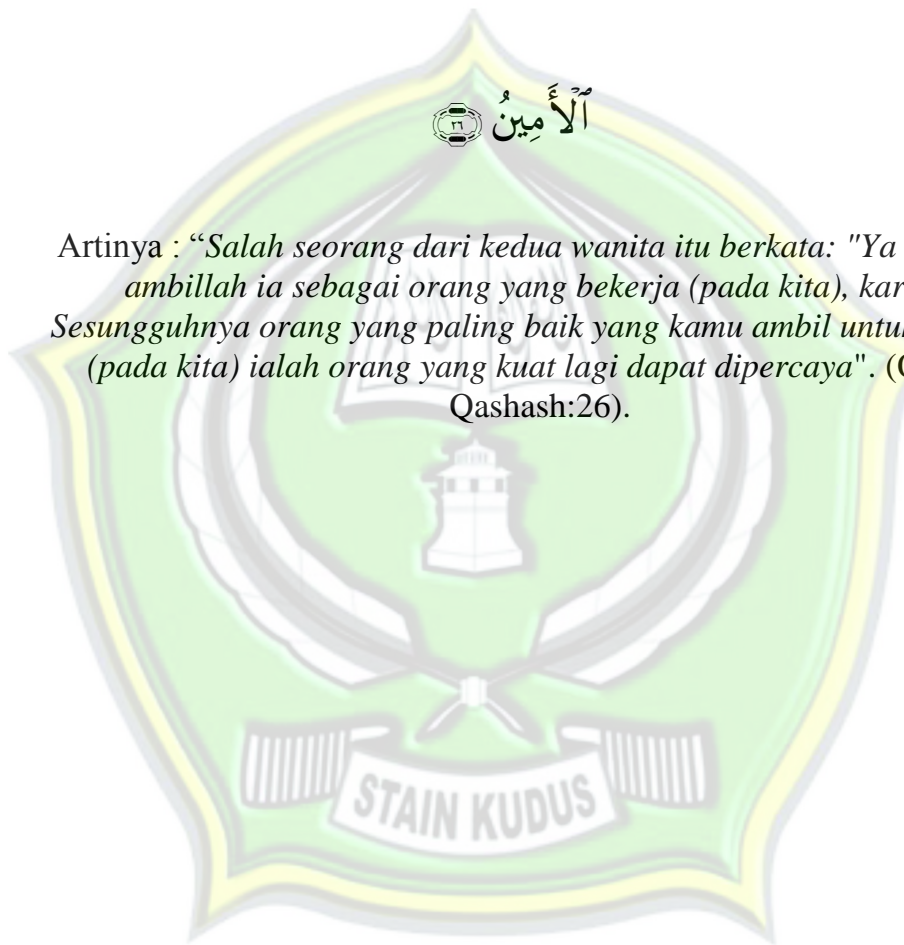 ٱلۡأَمِينُ ٢٦
Artinya : “Salah seorang dari kedua wanita itu berkata: "Ya
ambillah ia sebagai orang yang bekerja (pada kita),
Sesungguhnya orang yang paling baik yang kamu ambil
(pada kita) ialah orang yang kuat lagi dapat dipercaya". (
Qashash:26).
STAIN KUDUS